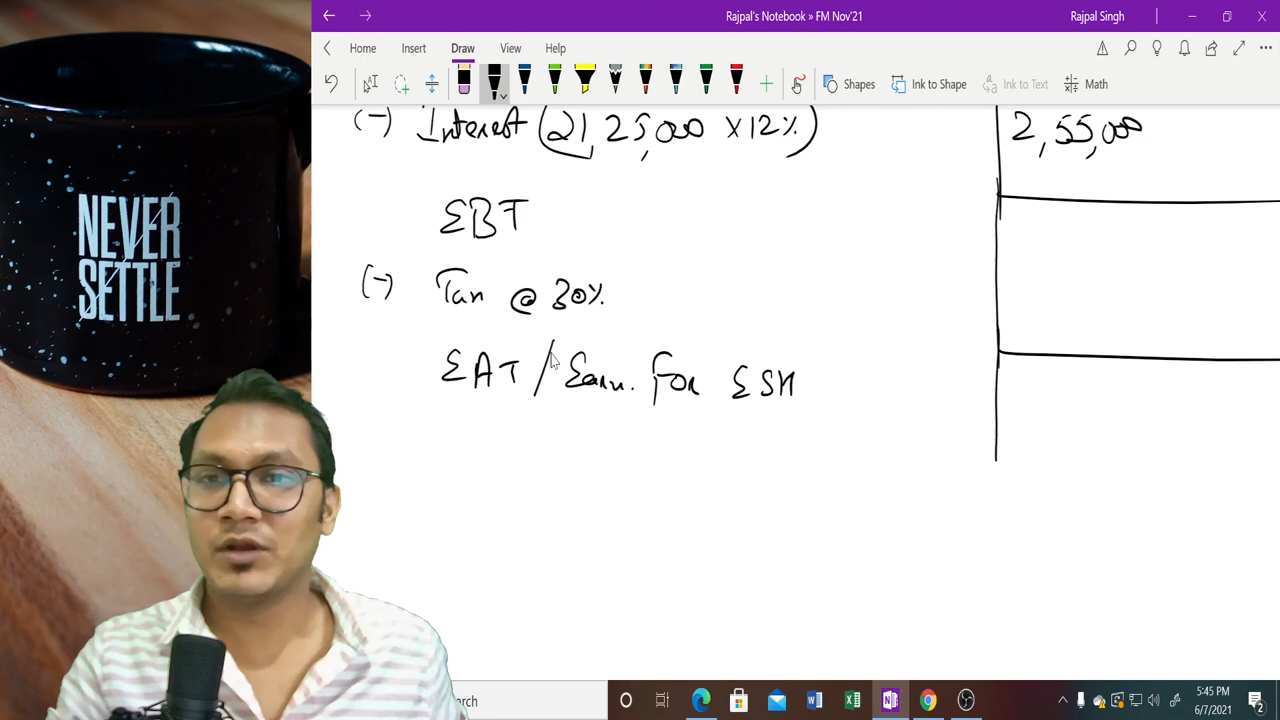 Rajpal's Notebook » FM Nov'21
Rajpal Singh
Home Insert Draw View Help
Shapes Ink to Shape Ink to Text Math
(-) Interest (21,25,000 x 12%) 2,55,000
EBT
(-) Tax @ 30%
EAT / Earn. For ESH
NEVER
SETTLE
earch
5:45 PM
6/7/2021
2